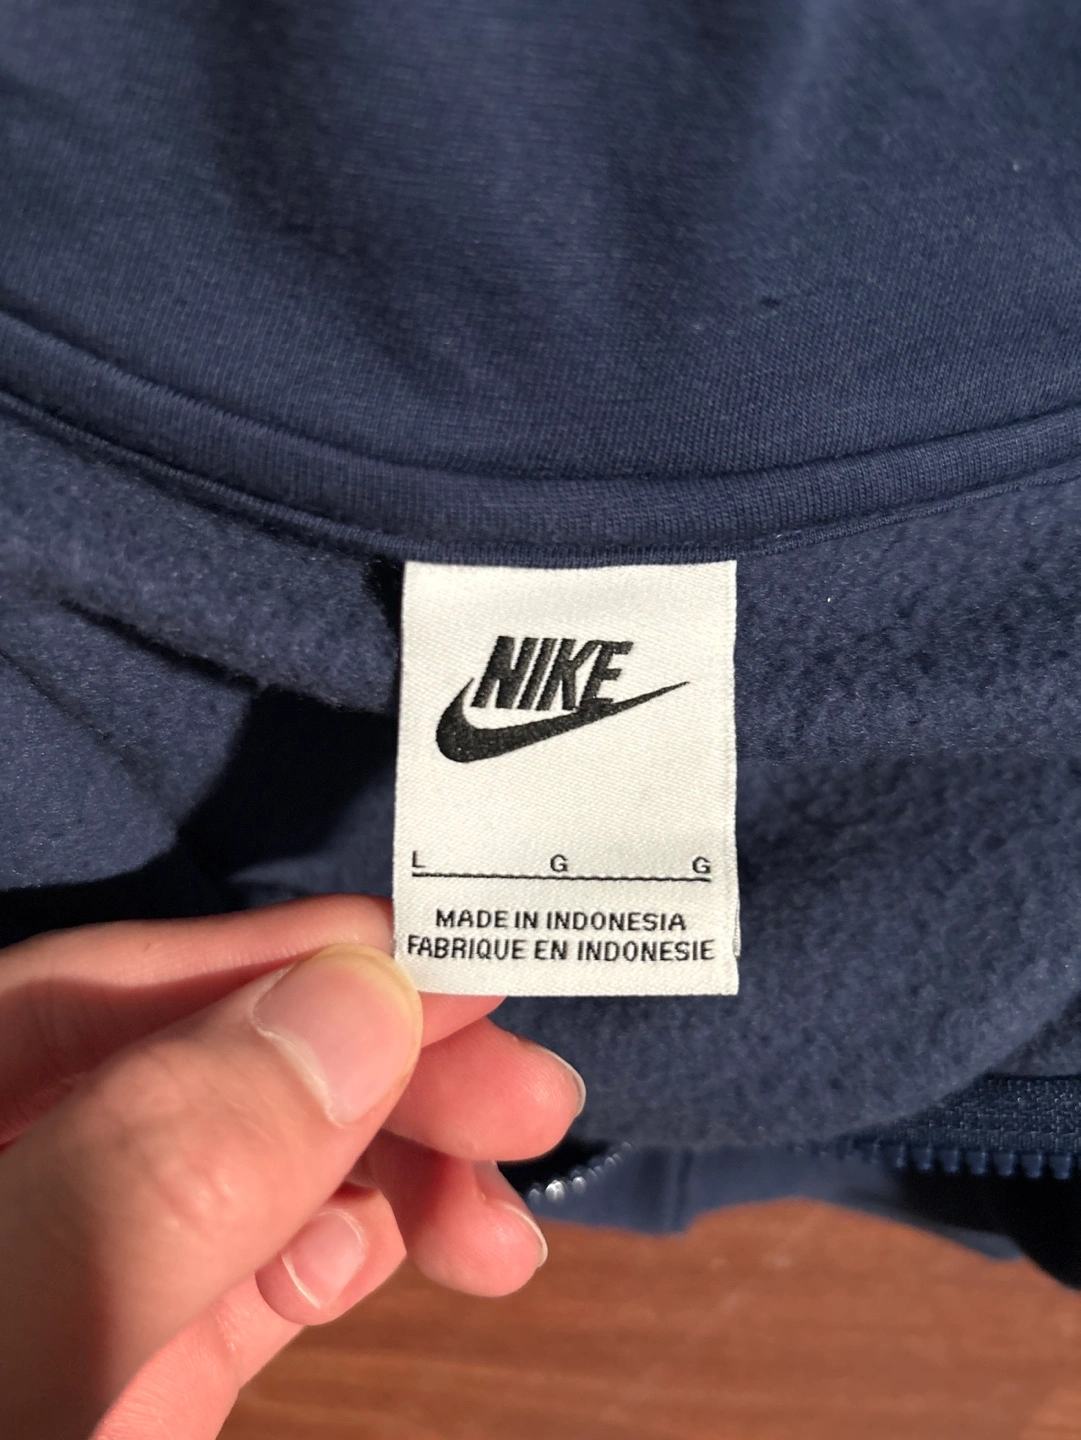 NIKE
L G G
MADE IN INDONESIA
FABRIQUE EN INDONESIE